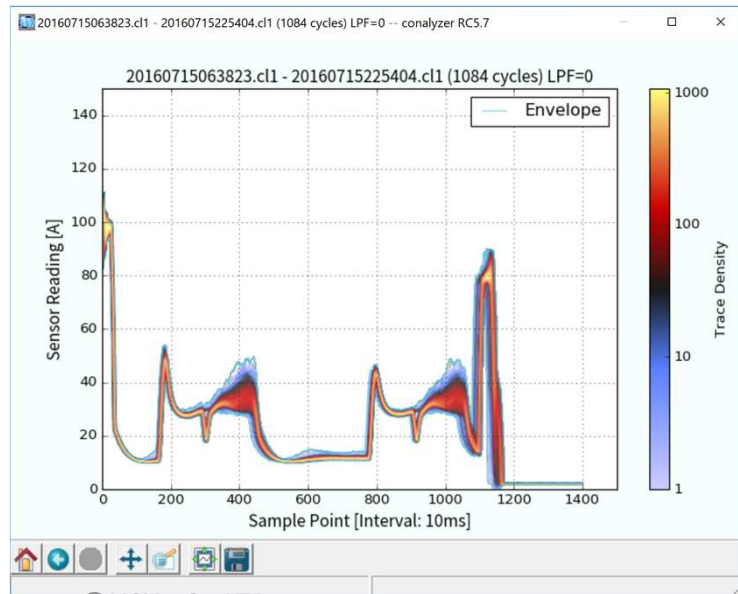 20160715063823.cl1 - 20160715225404.cl1 (1084 cycles) LPF=0 -- conalyzer RC5.7
20160715063823.cl1 - 20160715225404.cl1 (1084 cycles) LPF=0
Envelope
140
120
100
80
60
40
20
0
Sensor Reading [A]
0 200 400 600 800 1000 1200 1400
Sample Point [Interval: 10ms]
1000
100
10
1
Trace Density